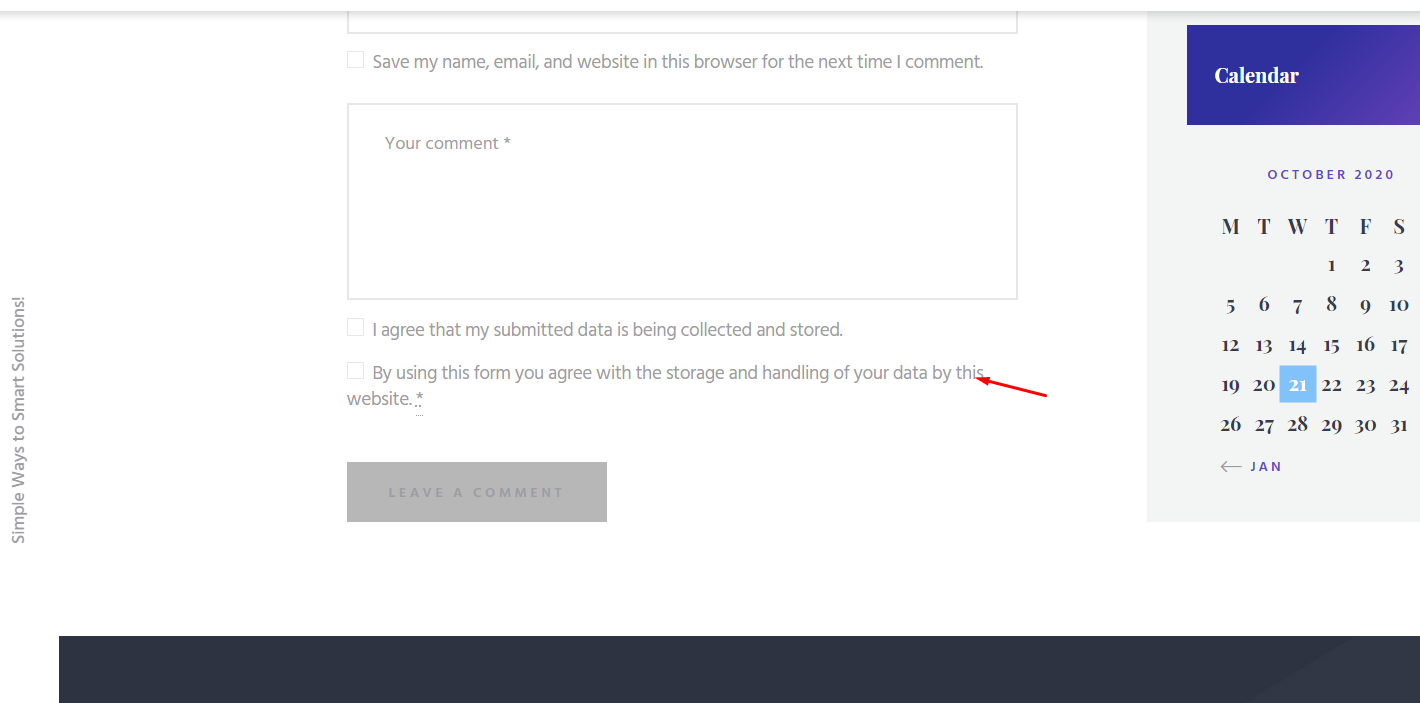 Save my name, email, and website in this browser for the next time I comment.
Your comment *
I agree that my submitted data is being collected and stored.
By using this form you agree with the storage and handling of your data by this
website. *
LEAVE A COMMENT
Simple Ways to Smart Solutions!
Calendar
OCTOBER 2020
M T W T F S
1 2 3
5 6 7 8 9 10
12 13 14 15 16 17
19 20 21 22 23 24
26 27 28 29 30 31
← JAN